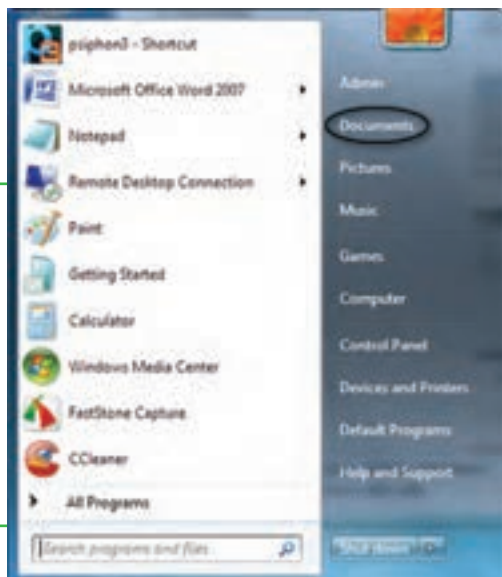 psiphon3 - Shortcut
Microsoft Office Word 2007
Notepad
Remote Desktop Connection
Paint
Getting Started
Calculator
Windows Media Center
FastStone Capture
CCleaner
All Programs
Search programs and files
Admin
Documents
Pictures
Music
Games
Computer
Control Panel
Devices and Printers
Default Programs
Help and Support
Shut down